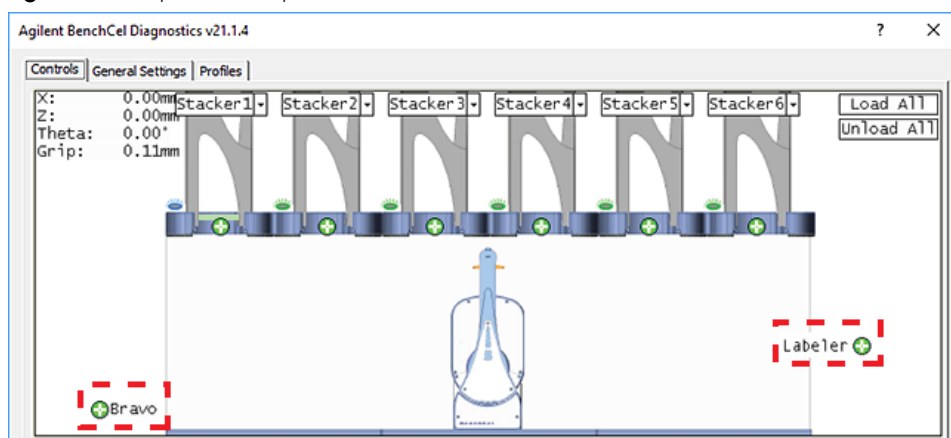 Agilent BenchCel Diagnostics v21.1.4 ? X
Controls General Settings Profiles
X: 0.00mm
Z: 0.00mm
Theta: 0.00°
Grip: 0.11mm
Stacker1 Stacker2 Stacker3 Stacker4 Stacker5 Stacker6
Load All
Unload All
Labeler
Bravo